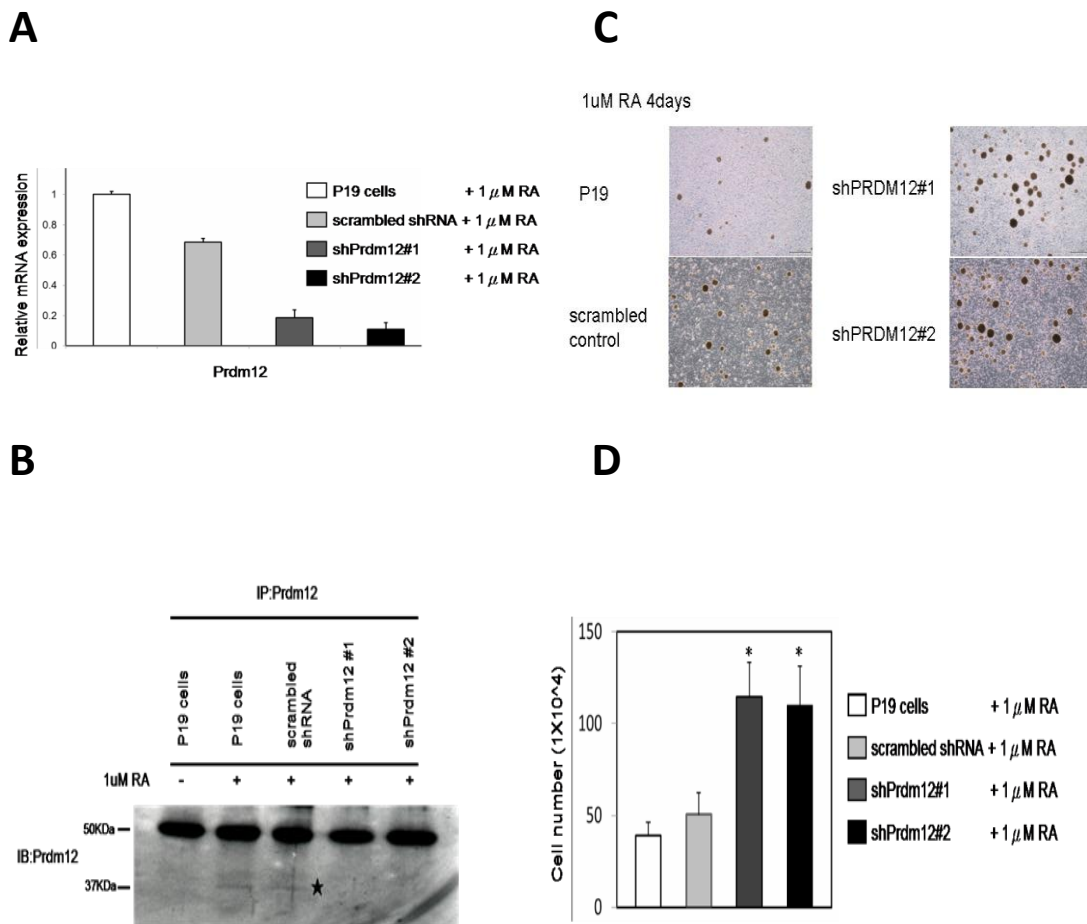 A
Relative mRNA expression
1
0.8
0.6
0.4
0.2
0
Prdm12
P19 cells + 1 μM RA
scrambled shRNA + 1 μM RA
shPrdm12#1 + 1 μM RA
shPrdm12#2 + 1 μM RA
B
IP:Prdm12
P19 cells
P19 cells
scrambled
shRNA
shPrdm12 #1
shPrdm12 #2
1uM RA - + + + +
50KDa
IB:Prdm12
37KDa
C
1uM RA 4days
P19
shPRDM12#1
scrambled
control
shPRDM12#2
D
Cell number (1X10^4)
150
100
50
0
* *
P19 cells + 1 μM RA
scrambled shRNA + 1 μM RA
shPrdm12#1 + 1 μM RA
shPrdm12#2 + 1 μM RA